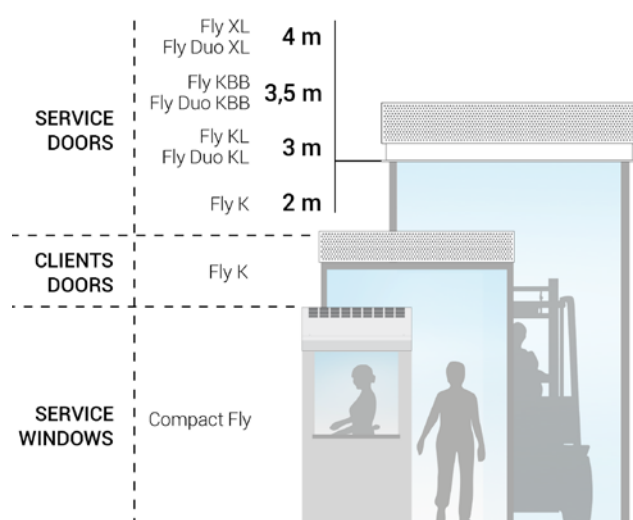 Fly XL
Fly Duo XL
4 m
Fly KBB
Fly Duo KBB
3,5 m
SERVICE
DOORS
Fly KL
Fly Duo KL
3 m
Fly K
2 m
CLIENTS
DOORS
Fly K
SERVICE
WINDOWS
Compact Fly